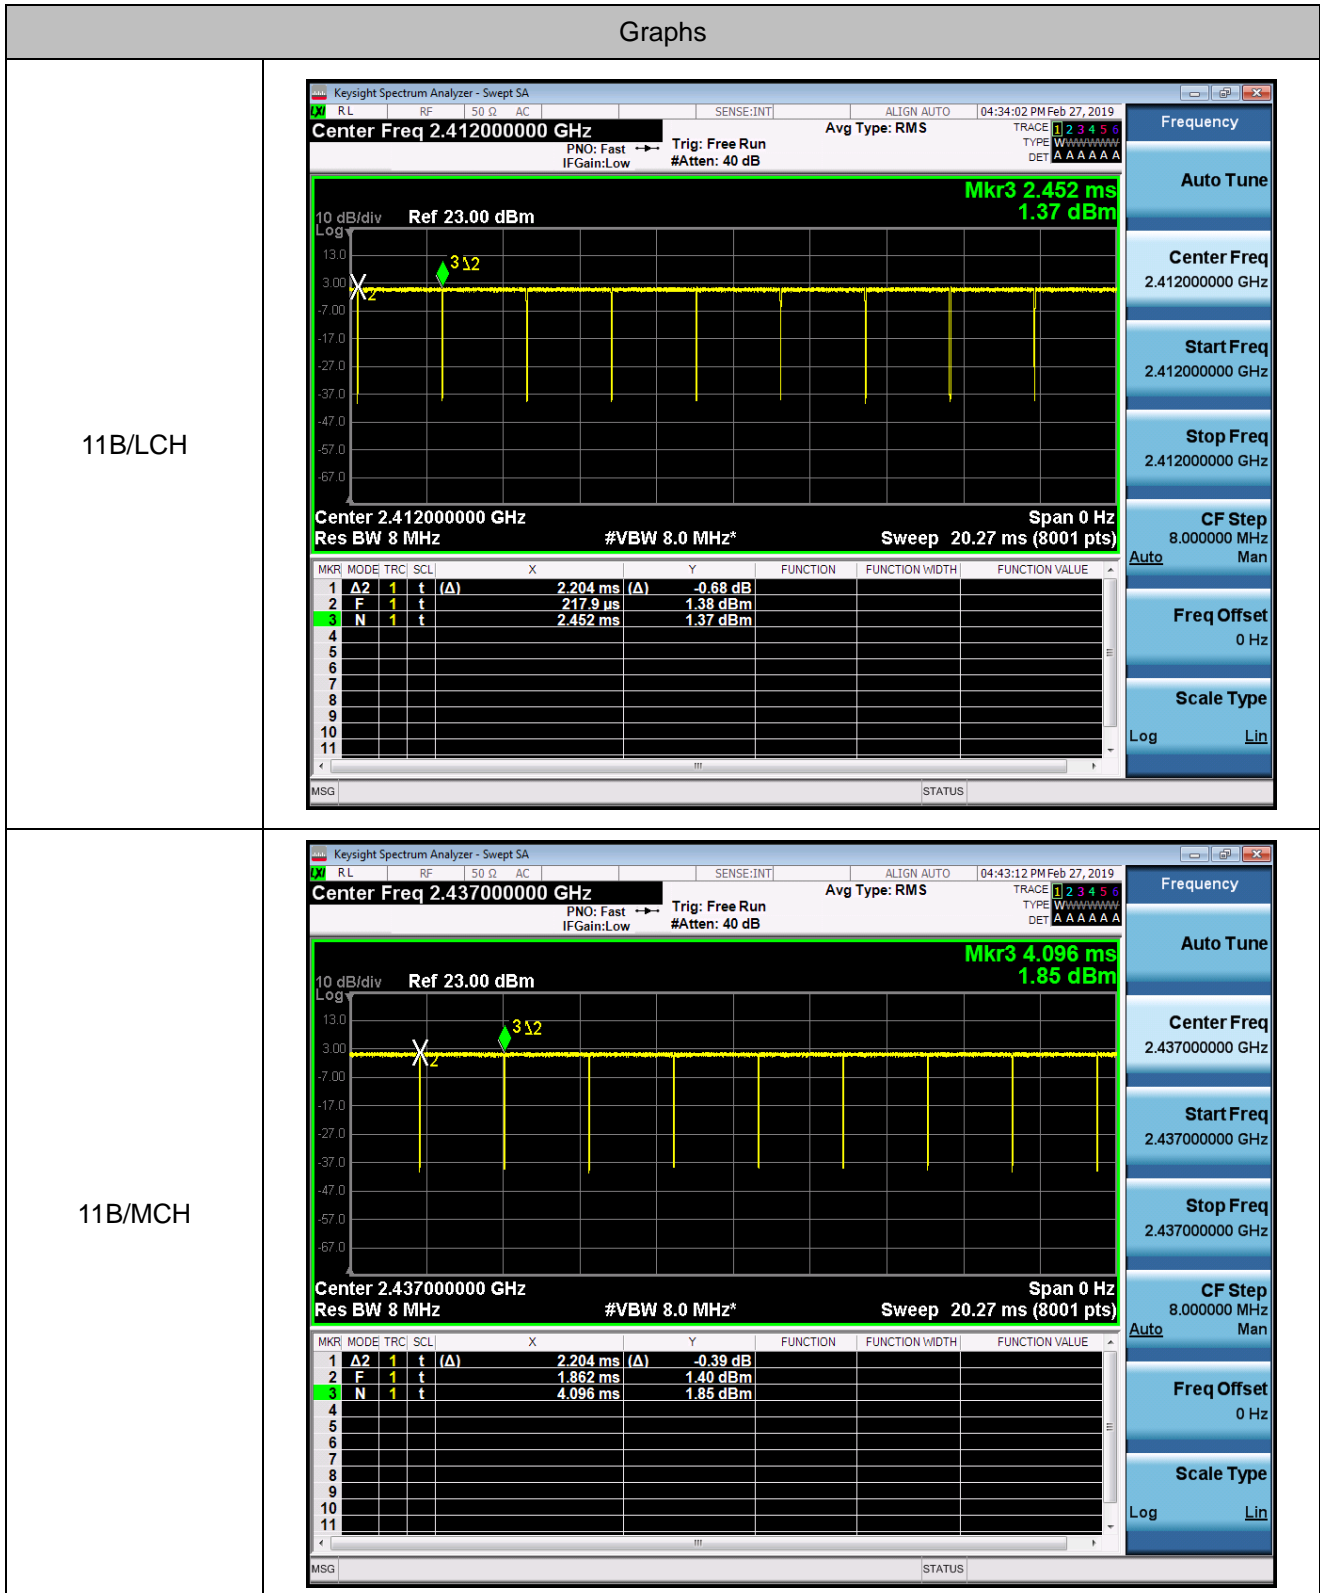 Graphs
11B/LCH
Keysight Spectrum Analyzer - Swept SA
LXI RL RF 50 Ω AC SENSE:INT ALIGN AUTO 04:34:02 PM Feb 27, 2019
Center Freq 2.412000000 GHz
PNO: Fast
IFGain:Low
Trig: Free Run
#Atten: 40 dB
Avg Type: RMS
TRACE 1 2 3 4 5 6
TYPE WWWWWW
DET A A A A A A
Mkr3 2.452 ms
1.37 dBm
10 dB/div Ref 23.00 dBm
Log
13.0
3.00
-7.00
-17.0
-27.0
-37.0
-47.0
-57.0
-67.0
2
3Δ2
Center 2.412000000 GHz Span 0 Hz
Res BW 8 MHz #VBW 8.0 MHz* Sweep 20.27 ms (8001 pts)
MKR MODE TRC SCL X Y FUNCTION FUNCTION WIDTH FUNCTION VALUE
1 Δ2 1 t (Δ) 2.204 ms (Δ) -0.68 dB
2 F 1 t 217.9 µs 1.38 dBm
3 N 1 t 2.452 ms 1.37 dBm
4
5
6
7
8
9
10
11
MSG STATUS
Frequency
Auto Tune
Center Freq
2.412000000 GHz
Start Freq
2.412000000 GHz
Stop Freq
2.412000000 GHz
CF Step
8.000000 MHz
Auto Man
Freq Offset
0 Hz
Scale Type
Log Lin
11B/MCH
Keysight Spectrum Analyzer - Swept SA
LXI RL RF 50 Ω AC SENSE:INT ALIGN AUTO 04:43:12 PM Feb 27, 2019
Center Freq 2.437000000 GHz
PNO: Fast
IFGain:Low
Trig: Free Run
#Atten: 40 dB
Avg Type: RMS
TRACE 1 2 3 4 5 6
TYPE WWWWWW
DET A A A A A A
Mkr3 4.096 ms
1.85 dBm
10 dB/div Ref 23.00 dBm
Log
13.0
3.00
-7.00
-17.0
-27.0
-37.0
-47.0
-57.0
-67.0
2
3Δ2
Center 2.437000000 GHz Span 0 Hz
Res BW 8 MHz #VBW 8.0 MHz* Sweep 20.27 ms (8001 pts)
MKR MODE TRC SCL X Y FUNCTION FUNCTION WIDTH FUNCTION VALUE
1 Δ2 1 t (Δ) 2.204 ms (Δ) -0.39 dB
2 F 1 t 1.862 ms 1.40 dBm
3 N 1 t 4.096 ms 1.85 dBm
4
5
6
7
8
9
10
11
MSG STATUS
Frequency
Auto Tune
Center Freq
2.437000000 GHz
Start Freq
2.437000000 GHz
Stop Freq
2.437000000 GHz
CF Step
8.000000 MHz
Auto Man
Freq Offset
0 Hz
Scale Type
Log Lin